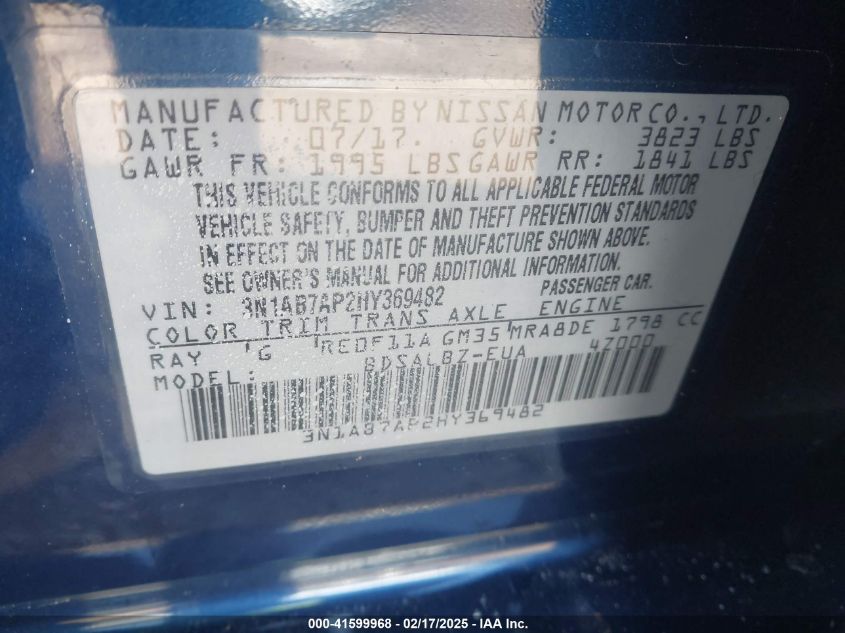 MANUFACTURED BY NISSAN MOTOR CO., LTD.
DATE: 07/17. GVWR: 3823 LBS
GAWR FR: 1995 LBS GAWR RR: 1841 LBS
THIS VEHICLE CONFORMS TO ALL APPLICABLE FEDERAL MOTOR
VEHICLE SAFETY, BUMPER AND THEFT PREVENTION STANDARDS
IN EFFECT ON THE DATE OF MANUFACTURE SHOWN ABOVE.
SEE OWNER'S MANUAL FOR ADDITIONAL INFORMATION.
VIN: 3N1AB7AP2HY369482 PASSENGER CAR.
COLOR TRIM TRANS AXLE ENGINE
RAY 'G 'RE0F11A GM35 MRA8DE 1798 CC
MODEL: BDSALBZ-EUA 4Z000
3N1AB7AP2HY369482
000-41599968 - 02/17/2025 - IAA Inc.